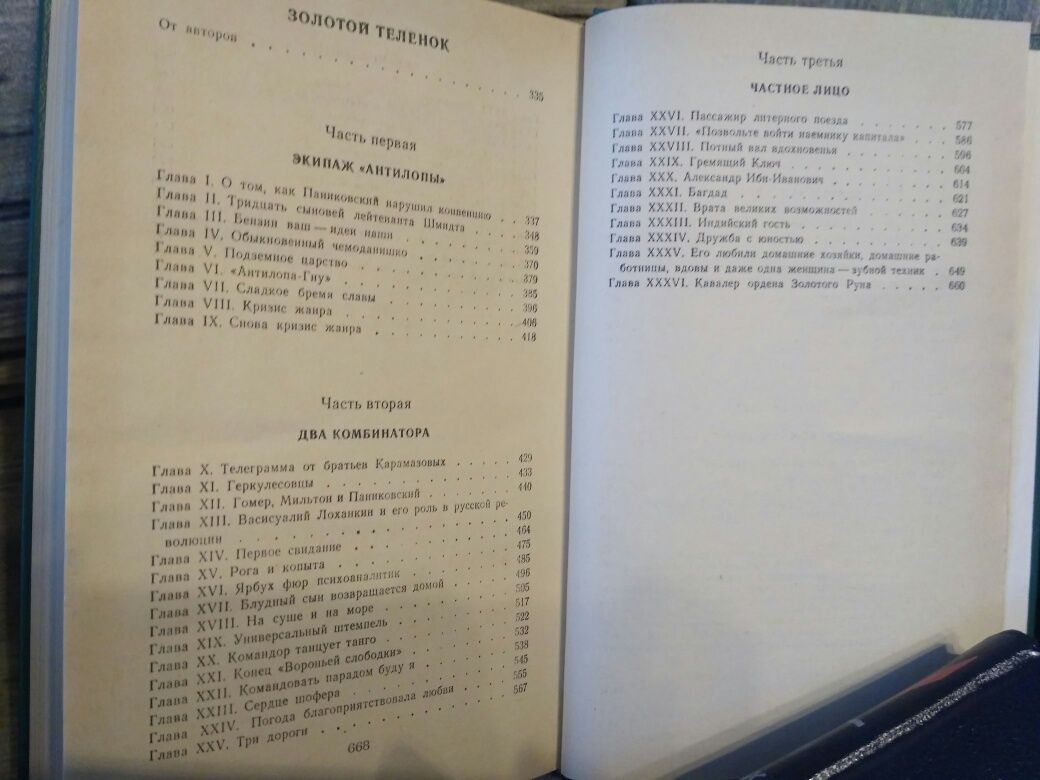 ЗОЛОТОЙ ТЕЛЕНОК
От авторов . . . . . . . . . . . . . . . . 335
Часть первая
ЭКИПАЖ «АНТИЛОПЫ»
Глава I. О том, как Паниковский нарушил конвенцию . . 337
Глава II. Тридцать сыновей лейтенанта Шмидта . . . . 348
Глава III. Бензин ваш — идеи наши . . . . . . . 359
Глава IV. Обыкновенный чемоданишко . . . . . . 370
Глава V. Подземное царство . . . . . . . . . 379
Глава VI. «Антилопа-Гну» . . . . . . . . . 385
Глава VII. Сладкое бремя славы . . . . . . . . 396
Глава VIII. Кризис жанра . . . . . . . . . 406
Глава IX. Снова кризис жанра . . . . . . . . 418
Часть вторая
ДВА КОМБИНАТОРА
Глава X. Телеграмма от братьев Карамазовых . . . . . 429
Глава XI. Геркулесовцы . . . . . . . . . . 433
Глава XII. Гомер, Мильтон и Паниковский . . . . . . 440
Глава XIII. Васисуалий Лоханкин и его роль в русской ре-
волюции . . . . . . . . . . . . . 450
Глава XIV. Первое свидание . . . . . . . . . 464
Глава XV. Рога и копыта . . . . . . . . . . 475
Глава XVI. Ярбух фюр психоаналитик . . . . . . 485
Глава XVII. Блудный сын возвращается домой . . . . 496
Глава XVIII. На суше и на море . . . . . . . . 505
Глава XIX. Универсальный штемпель . . . . . . . 517
Глава XX. Командор танцует танго . . . . . . . 522
Глава XXI. Конец «Вороньей слободки» . . . . . . 532
Глава XXII. Командовать парадом буду я . . . . . . 538
Глава XXIII. Сердце шофера . . . . . . . . . 545
Глава XXIV. Погода благоприятствовала любви . . . . 555
Глава XXV. Три дороги . . . . . . . . . . 567
668
Часть третья
ЧАСТНОЕ ЛИЦО
Глава XXVI. Пассажир литерного поезда . . . . . . . 577
Глава XXVII. «Позвольте войти наемнику капитала» . . . 586
Глава XXVIII. Потный вал вдохновенья . . . . . . . 596
Глава XXIX. Гремящий Ключ . . . . . . . . . 604
Глава XXX. Александр Ибн-Иванович . . . . . . . 614
Глава XXXI. Багдад . . . . . . . . . . . 621
Глава XXXII. Врата великих возможностей . . . . . . 627
Глава XXXIII. Индийский гость . . . . . . . . 634
Глава XXXIV. Дружба с юностью . . . . . . . . 639
Глава XXXV. Его любили домашние хозяйки, домашние ра-
ботницы, вдовы и даже одна женщина — зубной техник . 649
Глава XXXVI. Кавалер ордена Золотого Руна . . . . . 660